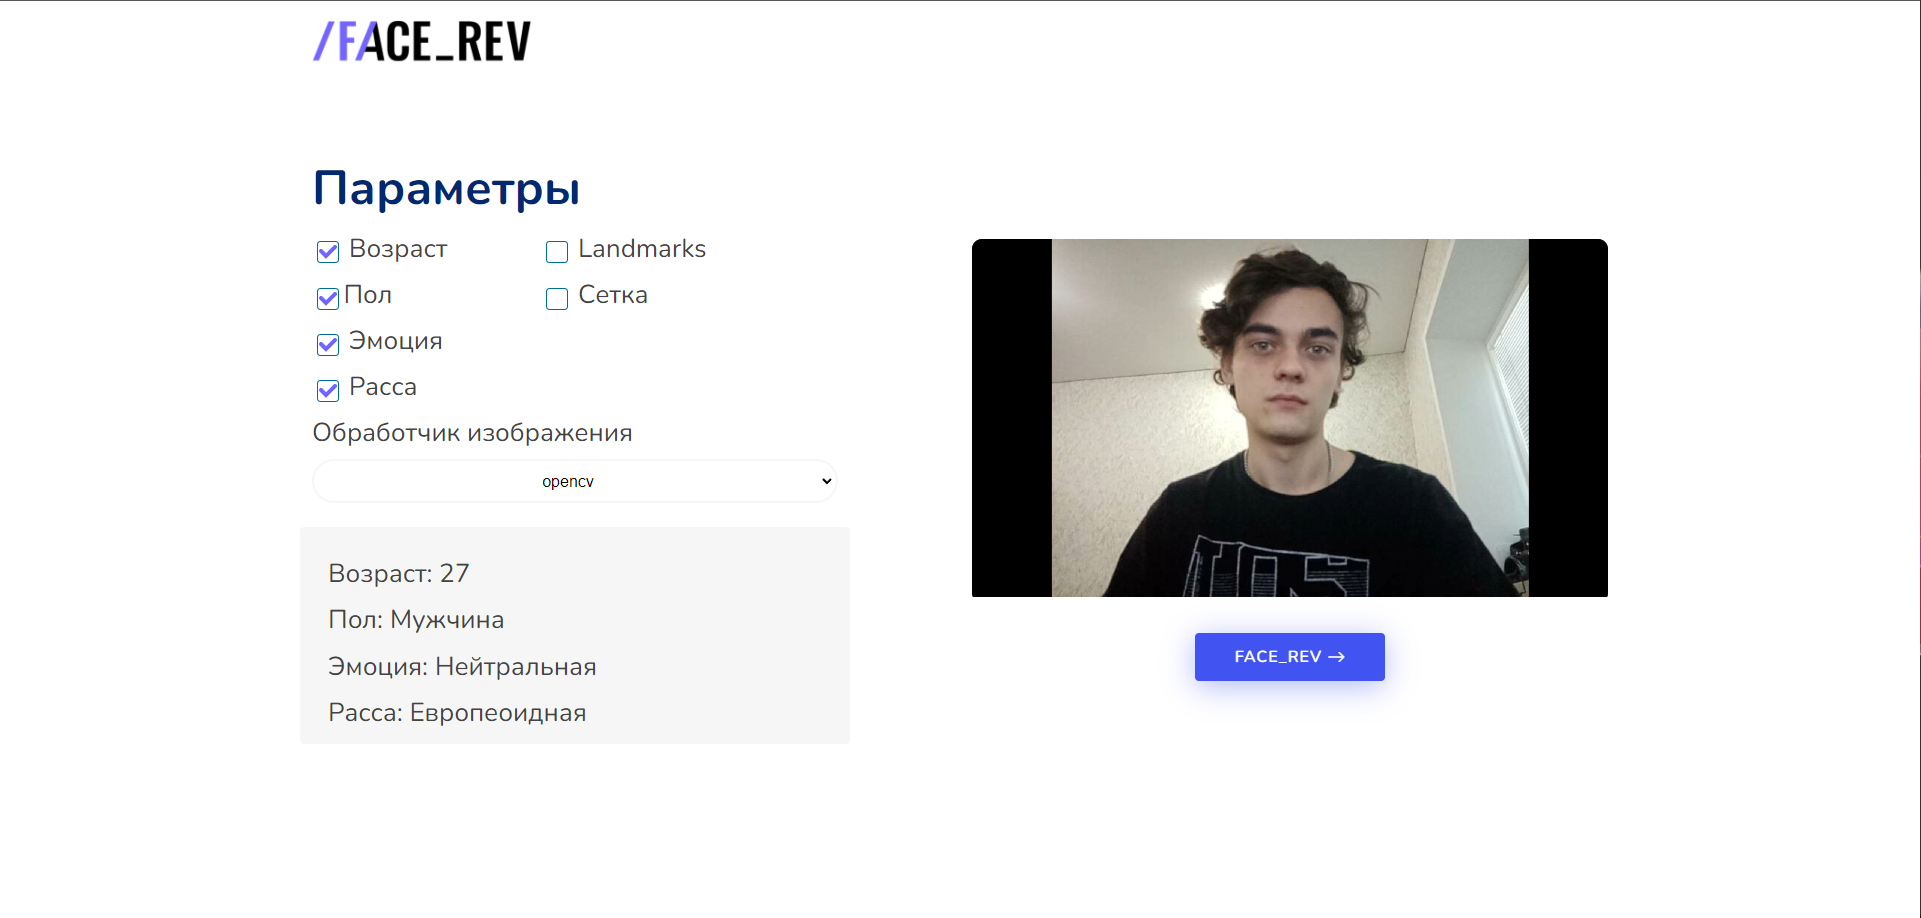 /FACE_REV
Параметры
Возраст
Landmarks
Пол
Сетка
Эмоция
Расса
Обработчик изображения
opencv
Возраст: 27
Пол: Мужчина
Эмоция: Нейтральная
Расса: Европеоидная
FACE_REV →